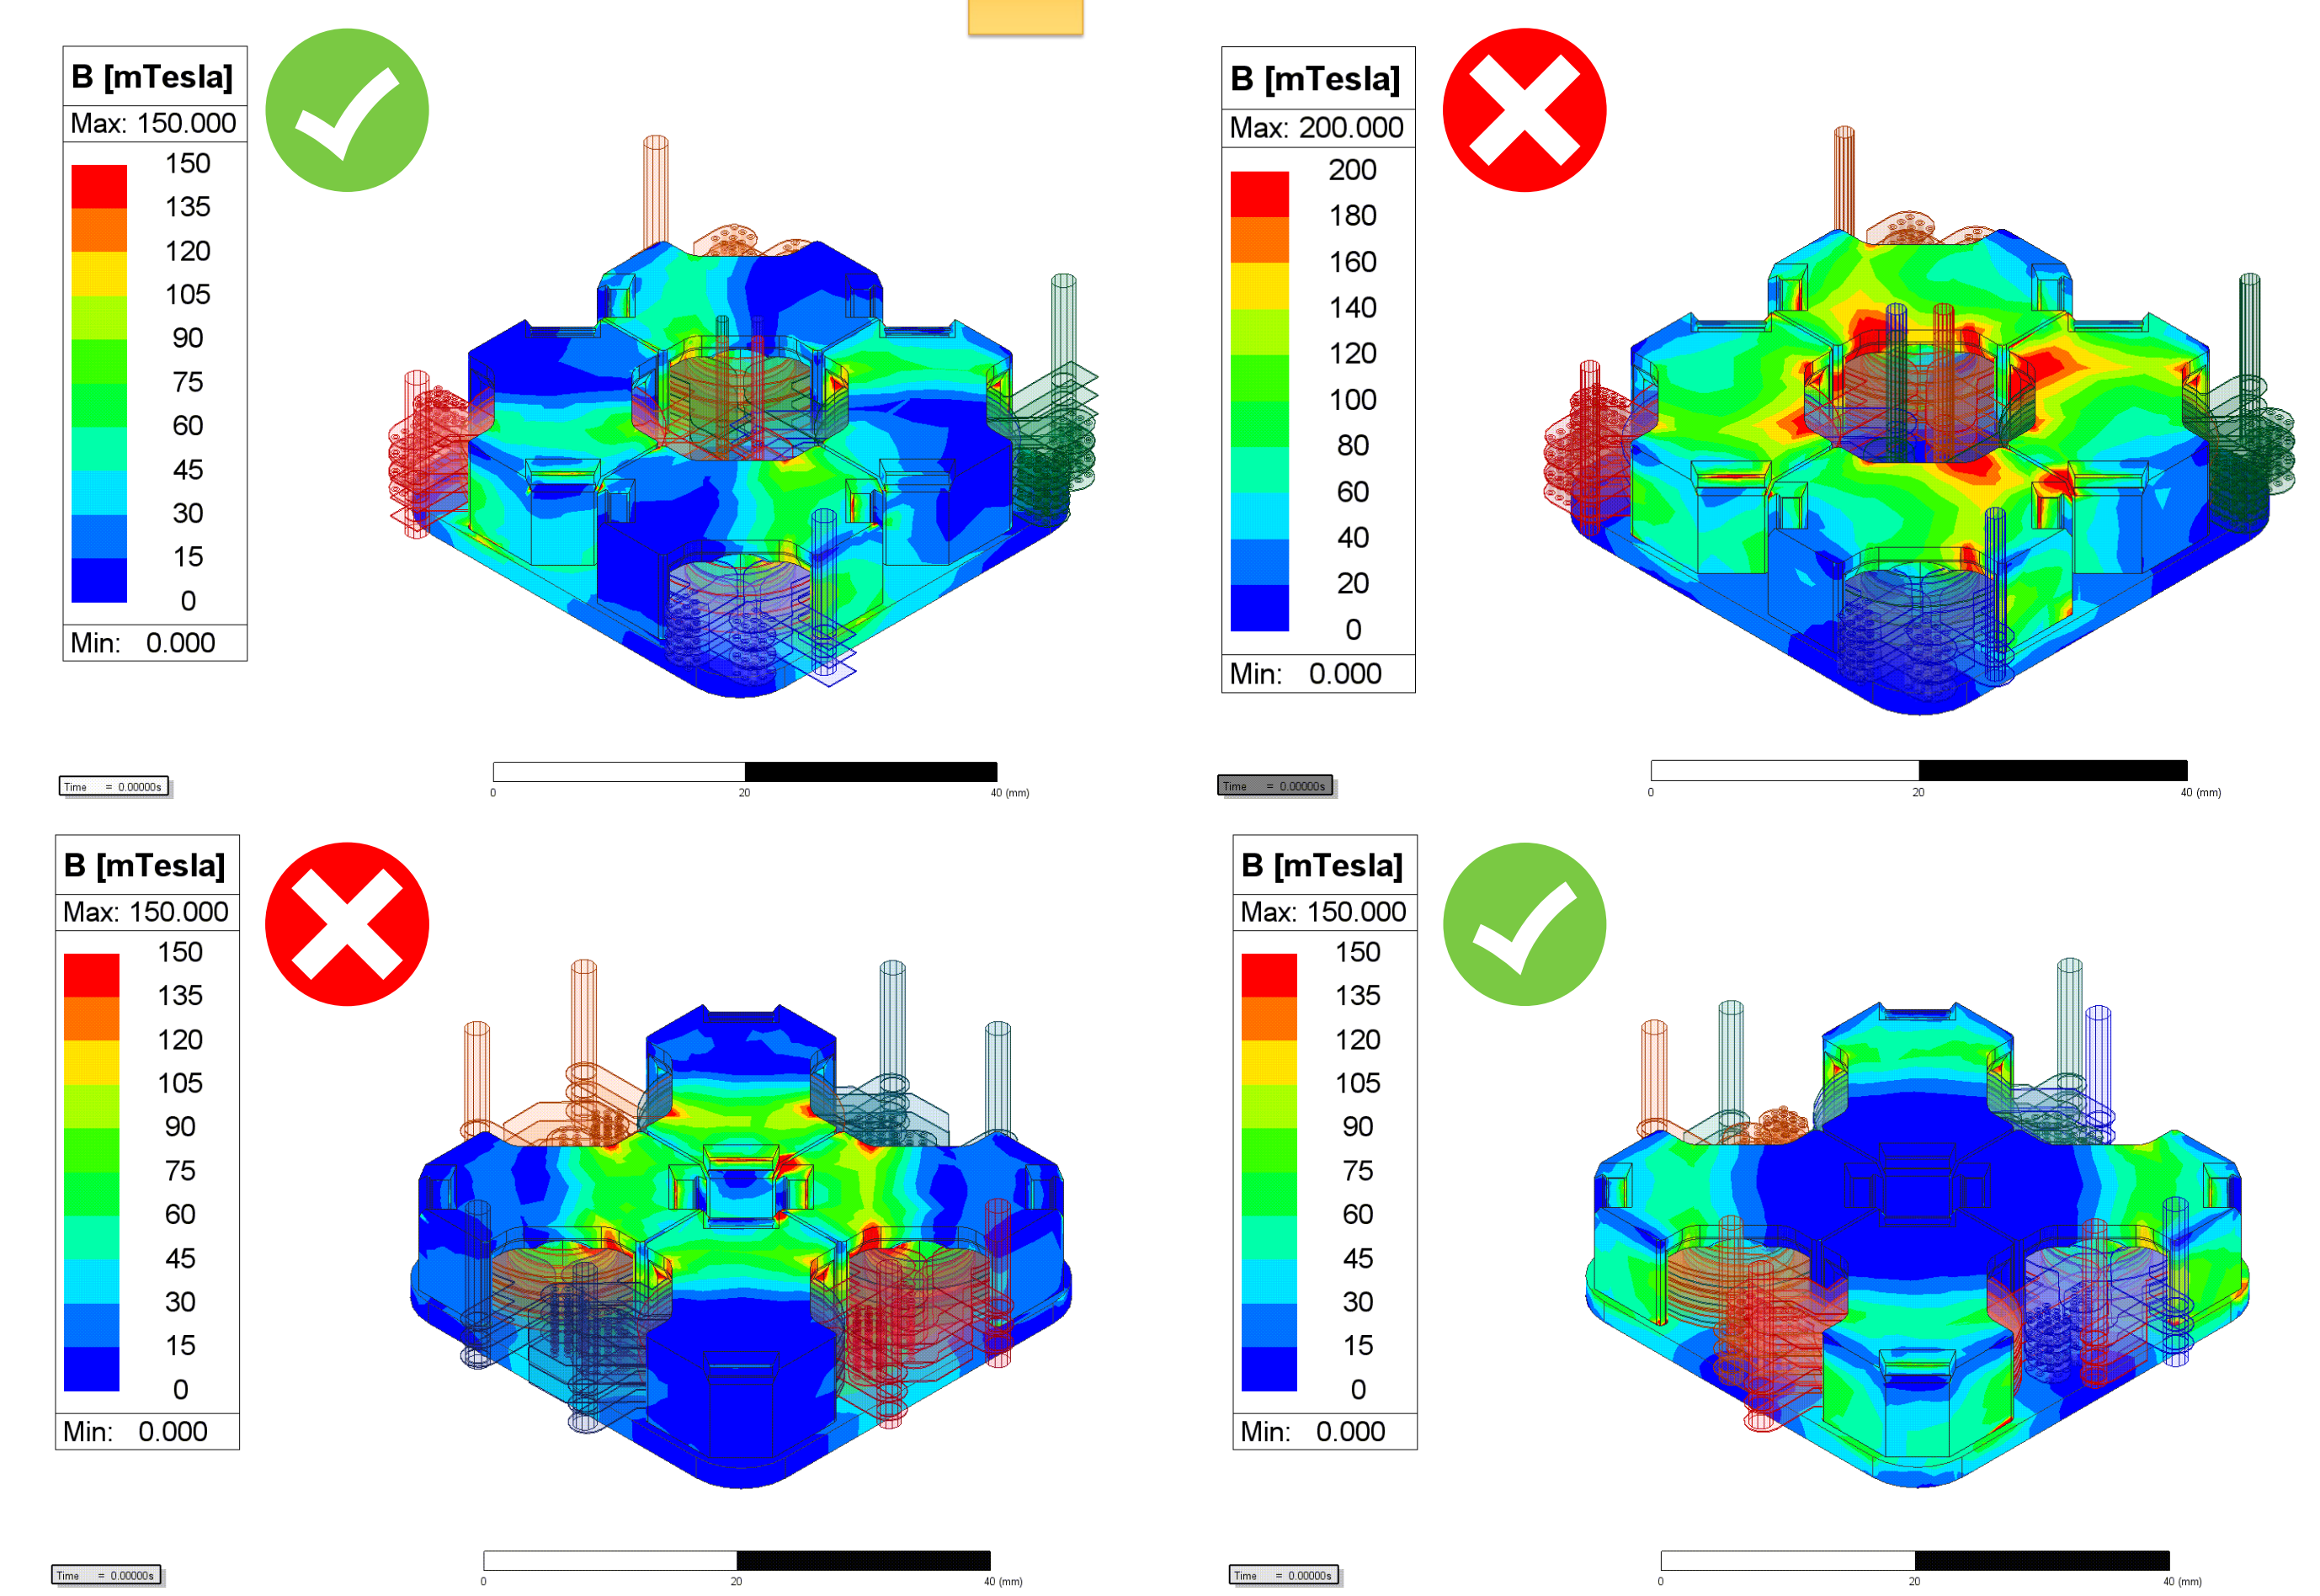 B [mTesla]
Max: 150.000
150
135
120
105
90
75
60
45
30
15
0
Min: 0.000
Time = 0.00000s
0 20 40 (mm)
B [mTesla]
Max: 200.000
200
180
160
140
120
100
80
60
40
20
0
Min: 0.000
Time = 0.00000s
0 20 40 (mm)
B [mTesla]
Max: 150.000
150
135
120
105
90
75
60
45
30
15
0
Min: 0.000
Time = 0.00000s
0 20 40 (mm)
B [mTesla]
Max: 150.000
150
135
120
105
90
75
60
45
30
15
0
Min: 0.000
Time = 0.00000s
0 20 40 (mm)